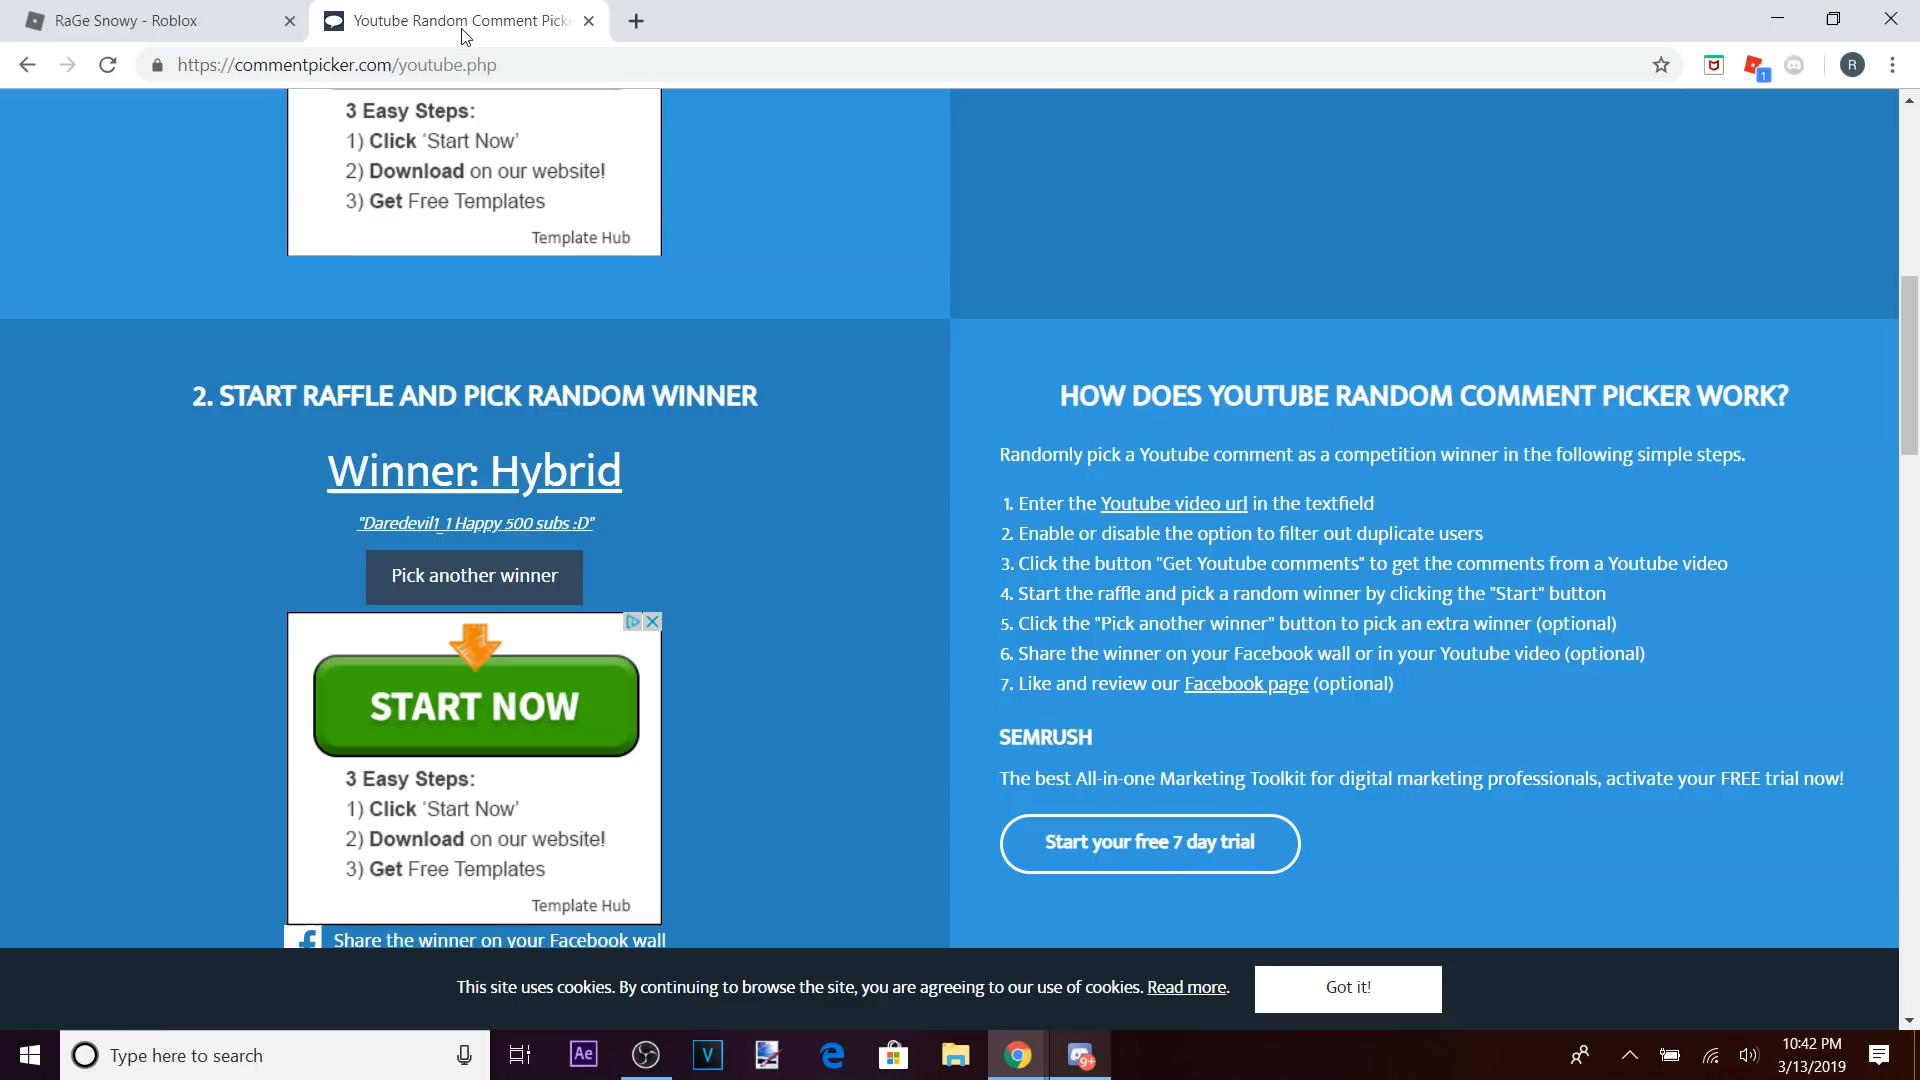 RaGe Snowy - Roblox
Youtube Random Comment Pick
https://commentpicker.com/youtube.php
1
R
3 Easy Steps:
1) Click ‘Start Now’
2) Download on our website!
3) Get Free Templates
Template Hub
2. START RAFFLE AND PICK RANDOM WINNER
Winner: Hybrid
"Daredevil1_1 Happy 500 subs :D"
Pick another winner
START NOW
3 Easy Steps:
1) Click ‘Start Now’
2) Download on our website!
3) Get Free Templates
Template Hub
Share the winner on your Facebook wall
HOW DOES YOUTUBE RANDOM COMMENT PICKER WORK?
Randomly pick a Youtube comment as a competition winner in the following simple steps.
1. Enter the Youtube video url in the textfield
2. Enable or disable the option to filter out duplicate users
3. Click the button "Get Youtube comments" to get the comments from a Youtube video
4. Start the raffle and pick a random winner by clicking the "Start" button
5. Click the "Pick another winner" button to pick an extra winner (optional)
6. Share the winner on your Facebook wall or in your Youtube video (optional)
7. Like and review our Facebook page (optional)
SEMRUSH
The best All-in-one Marketing Toolkit for digital marketing professionals, activate your FREE trial now!
Start your free 7 day trial
This site uses cookies. By continuing to browse the site, you are agreeing to our use of cookies. Read more.
Got it!
Type here to search
Ae
V
9+
10:42 PM
3/13/2019